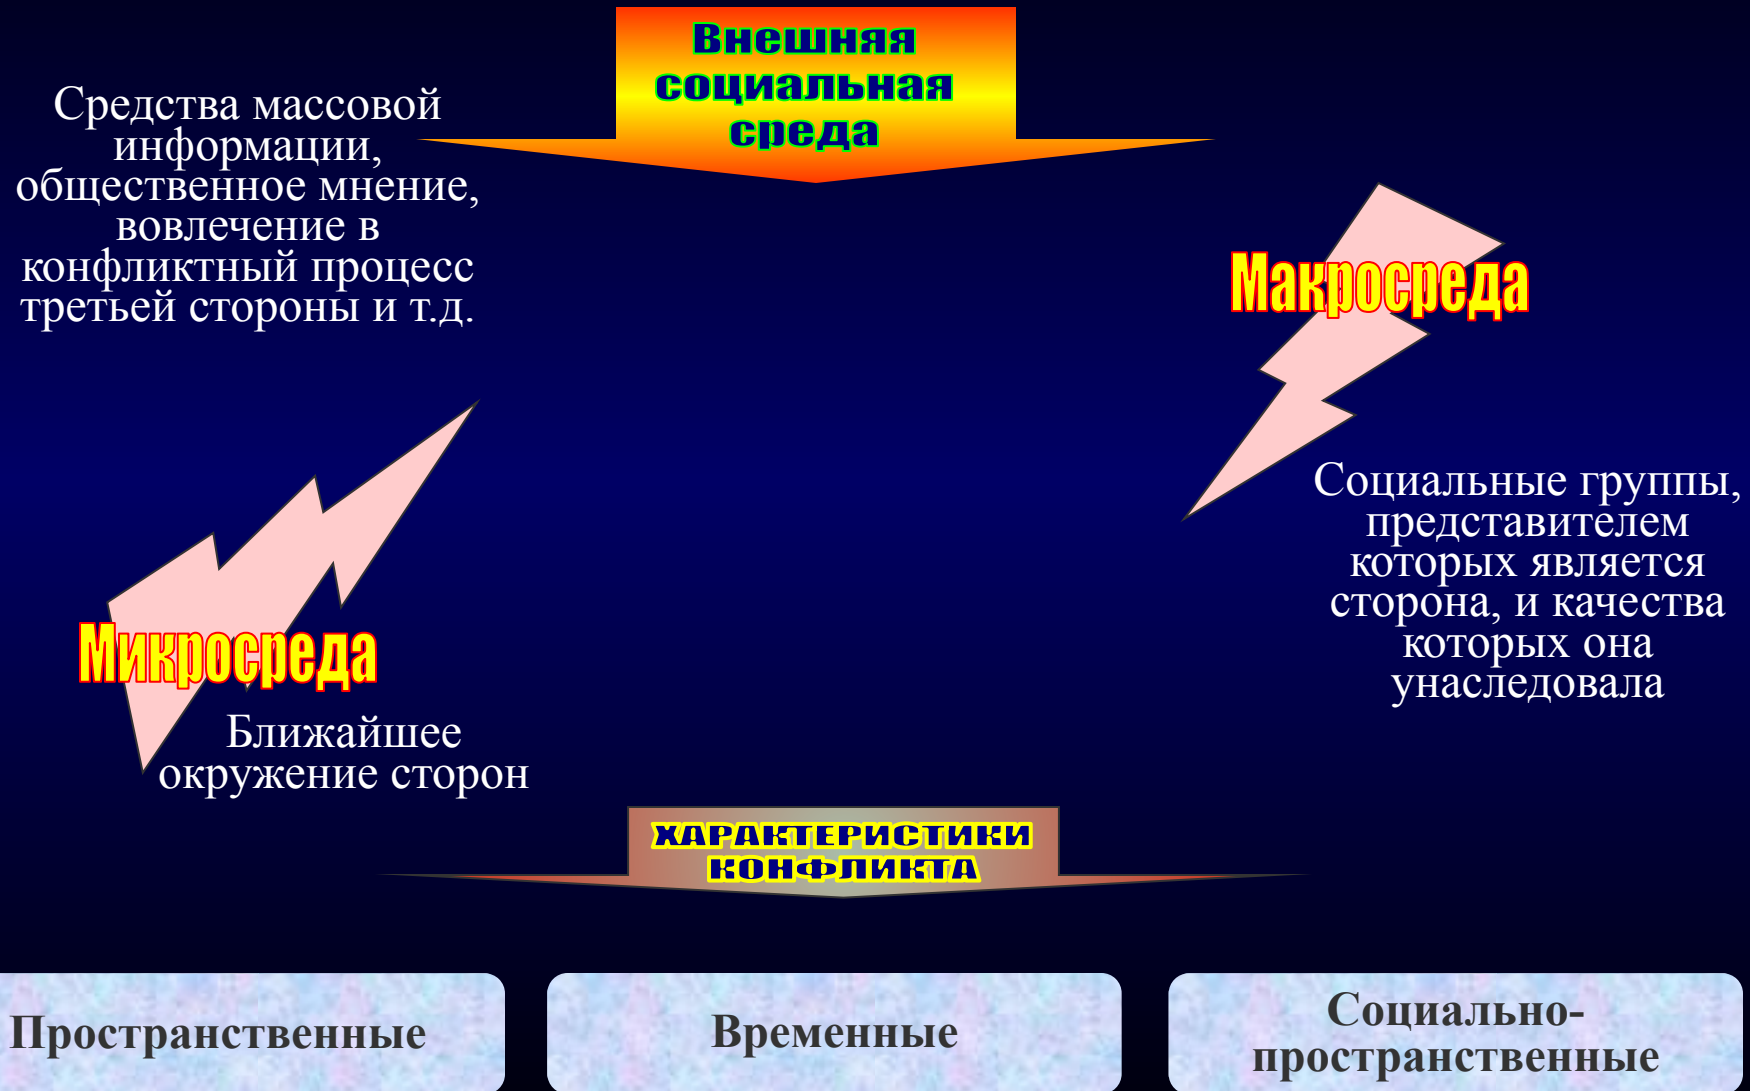 Внешняя
социальная
среда
Средства массовой
информации,
общественное мнение,
вовлечение в
конфликтный процесс
третьей стороны и т.д.
Макросреда
Социальные группы,
представителем
которых является
сторона, и качества
которых она
унаследовала
Микросреда
Ближайшее
окружение сторон
ХАРАКТЕРИСТИКИ
КОНФЛИКТА
Пространственные
Временные
Социально-
пространственные